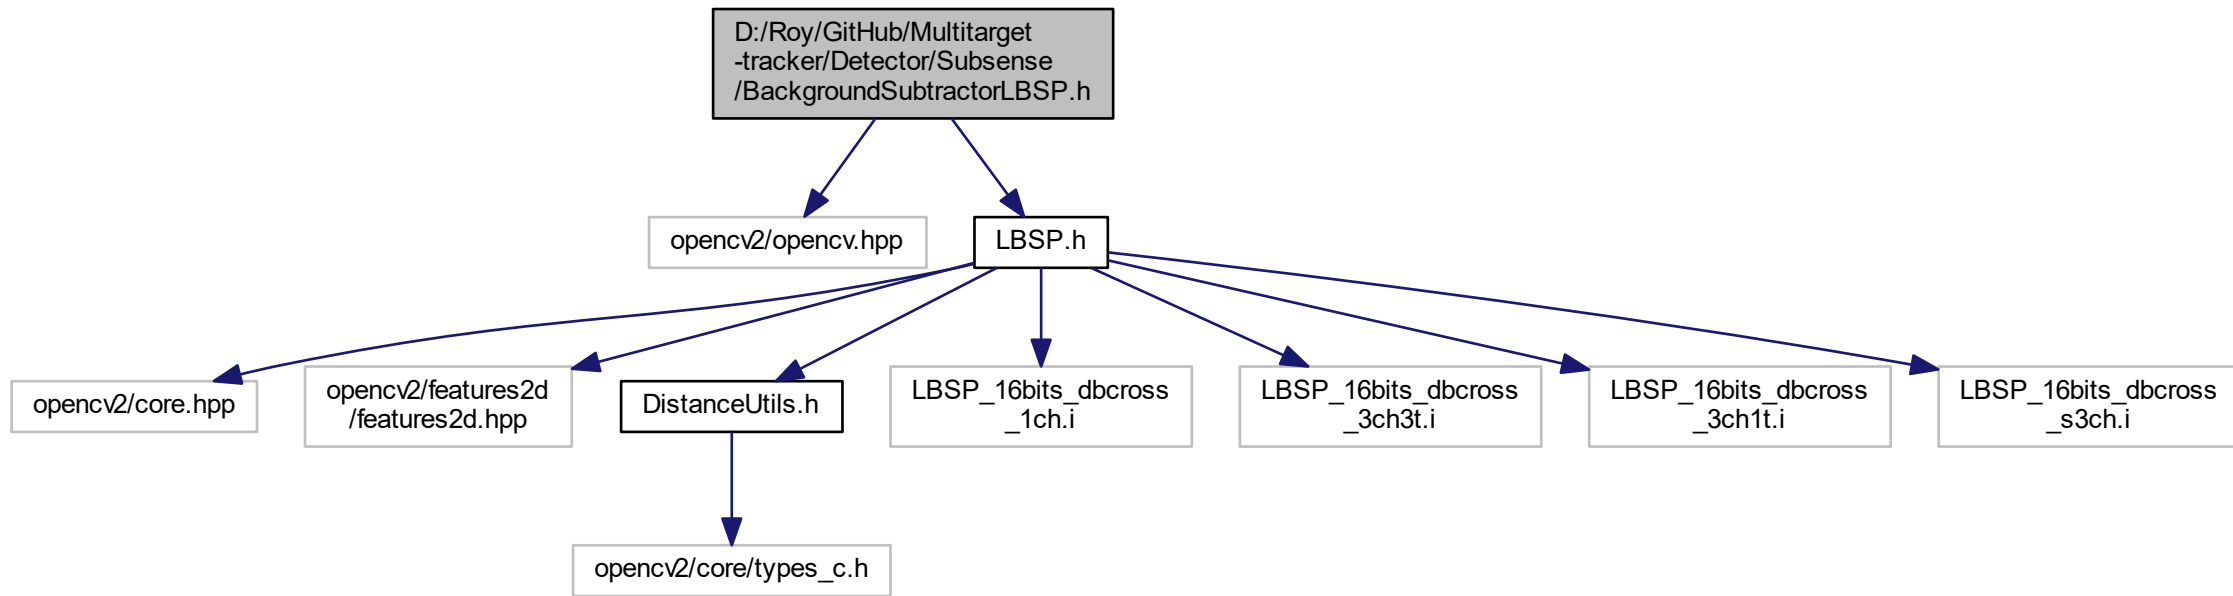 D:/Roy/GitHub/Multitarget
-tracker/Detector/Subsense
/BackgroundSubtractorLBSP.h
opencv2/opencv.hpp
LBSP.h
opencv2/core.hpp
opencv2/features2d
/features2d.hpp
DistanceUtils.h
LBSP_16bits_dbcross
_1ch.i
LBSP_16bits_dbcross
_3ch3t.i
LBSP_16bits_dbcross
_3ch1t.i
LBSP_16bits_dbcross
_s3ch.i
opencv2/core/types_c.h